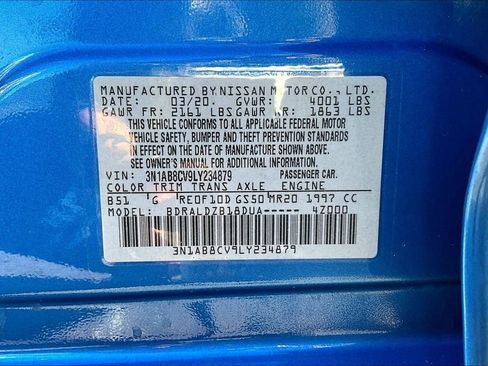 MANUFACTURED BY:NISSAN MOTOR CO., LTD.
DATE: 03/20. GVWR: 4001 LBS
GAWR FR: 2161 LBS GAWR RR: 1863 LBS
THIS VEHICLE CONFORMS TO ALL APPLICABLE FEDERAL MOTOR
VEHICLE SAFETY, BUMPER AND THEFT PREVENTION STANDARDS
IN EFFECT ON THE DATE OF MANUFACTURE SHOWN ABOVE.
SEE OWNER'S MANUAL FOR ADDITIONAL INFORMATION.
VIN: 3N1AB8CV9LY234879 PASSENGER CAR.
COLOR TRIM TRANS AXLE ENGINE
B51 G RE0F10D GS50 MR20 1997 CC
MODEL: BDRALDZB18DUA---- 4Z000
3N1AB8CV9LY234879